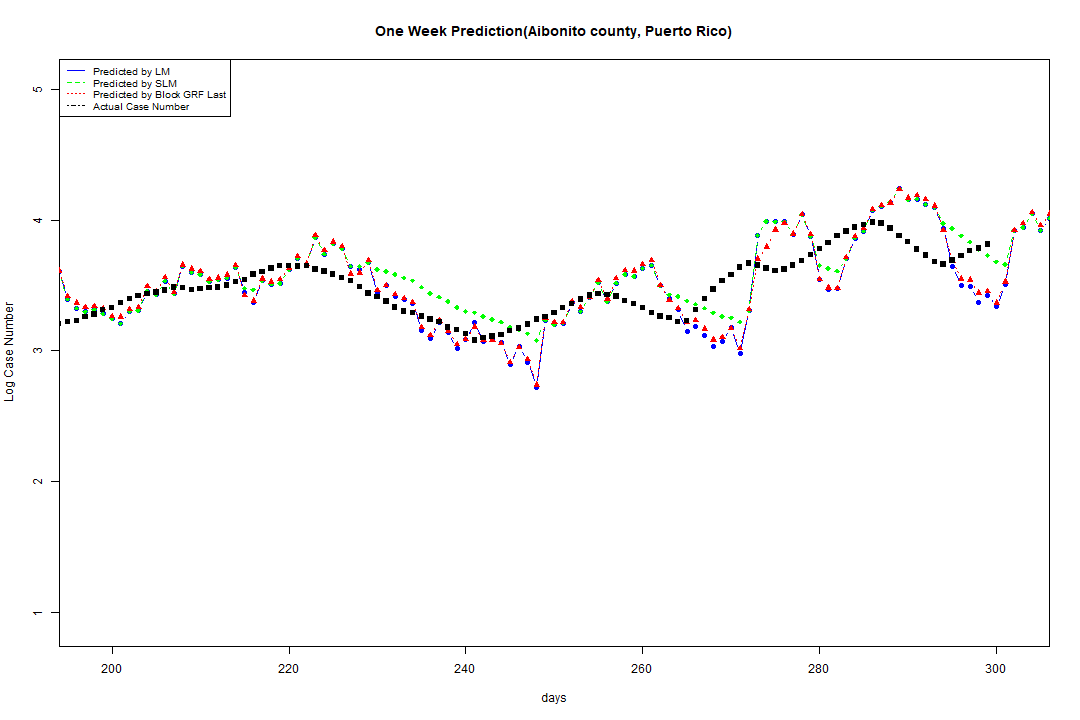 One Week Prediction(Aibonito county, Puerto Rico)
Predicted by LM
Predicted by SLM
Predicted by Block GRF Last
Actual Case Number
5
4
3
2
1
Log Case Number
200 220 240 260 280 300
days